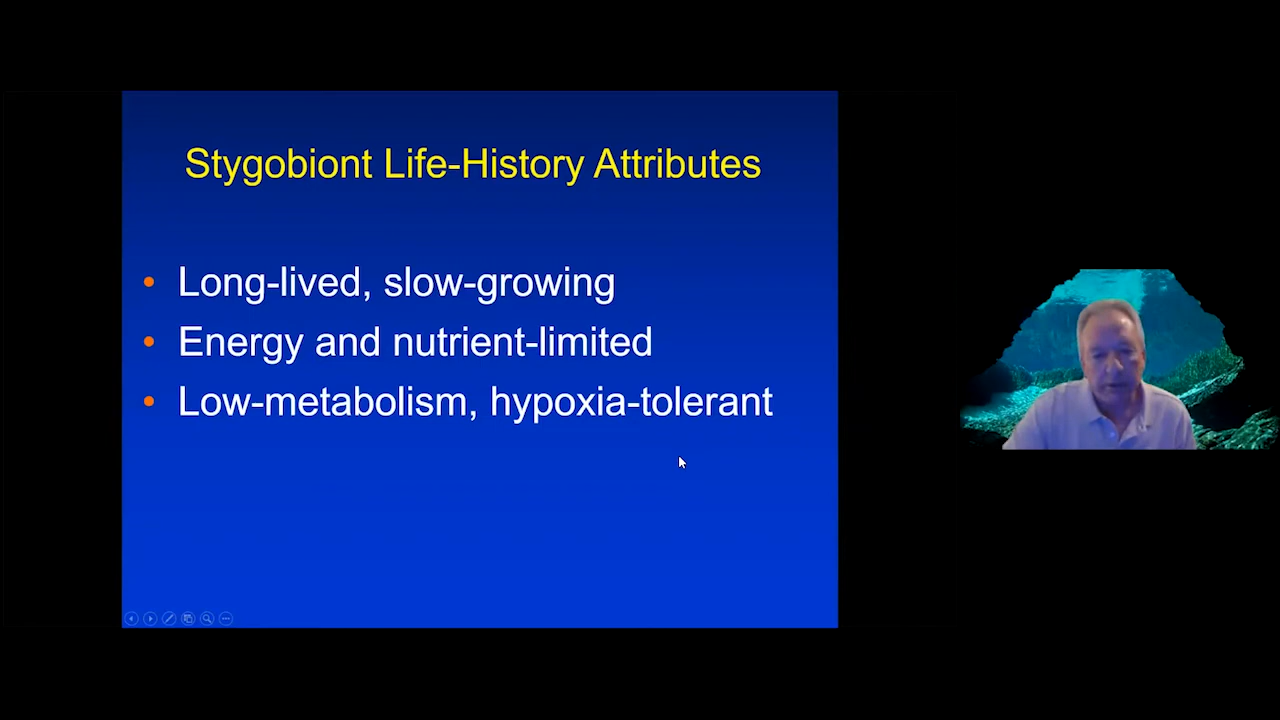 Stygobiont Life-History Attributes
• Long-lived, slow-growing
• Energy and nutrient-limited
• Low-metabolism, hypoxia-tolerant